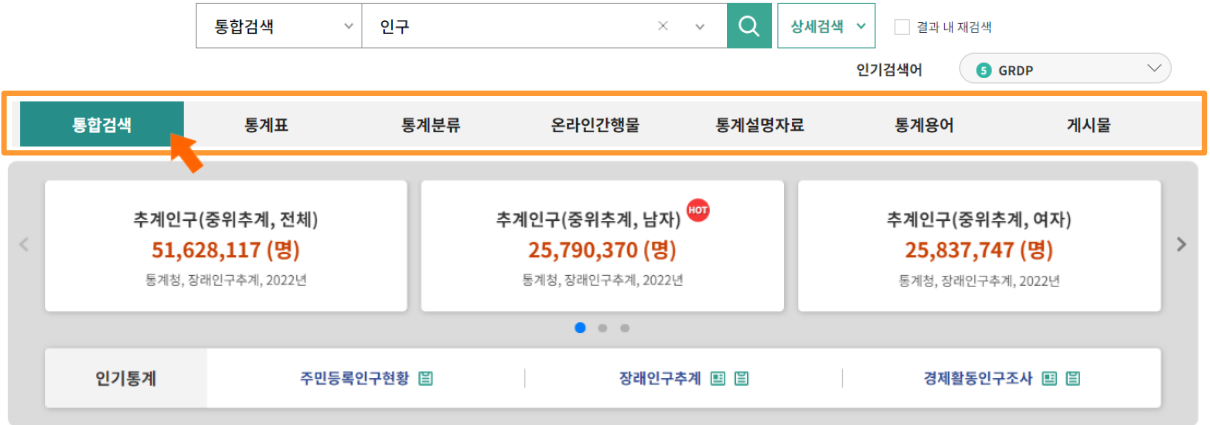 통합검색 인구 상세검색 결과 내 재검색
인기검색어 5 GRDP
통합검색 통계표 통계분류 온라인간행물 통계설명자료 통계용어 게시물
추계인구(중위추계, 전체)
51,628,117 (명)
통계청, 장래인구추계, 2022년
추계인구(중위추계, 남자) HOT
25,790,370 (명)
통계청, 장래인구추계, 2022년
추계인구(중위추계, 여자)
25,837,747 (명)
통계청, 장래인구추계, 2022년
인기통계 주민등록인구현황 장래인구추계 경제활동인구조사